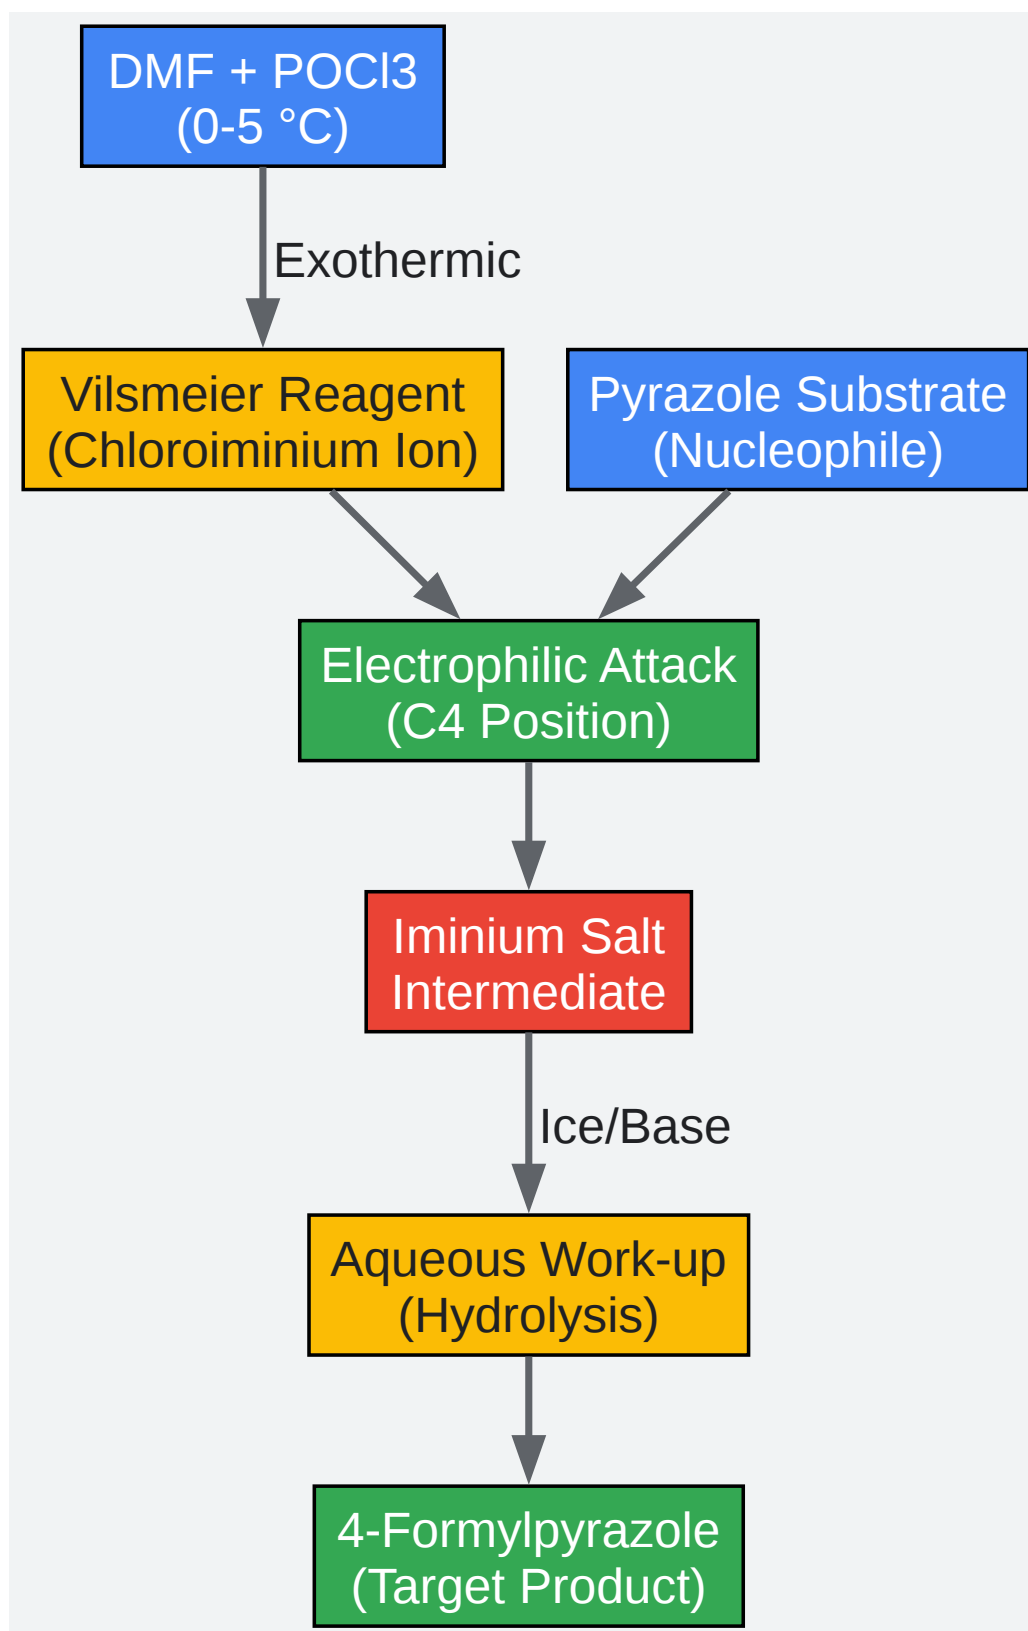 DMF + POCl3
(0-5 °C)
Exothermic
Vilsmeier Reagent
(Chloroiminium Ion)
Pyrazole Substrate
(Nucleophile)
Electrophilic Attack
(C4 Position)
Iminium Salt
Intermediate
Ice/Base
Aqueous Work-up
(Hydrolysis)
4-Formylpyrazole
(Target Product)